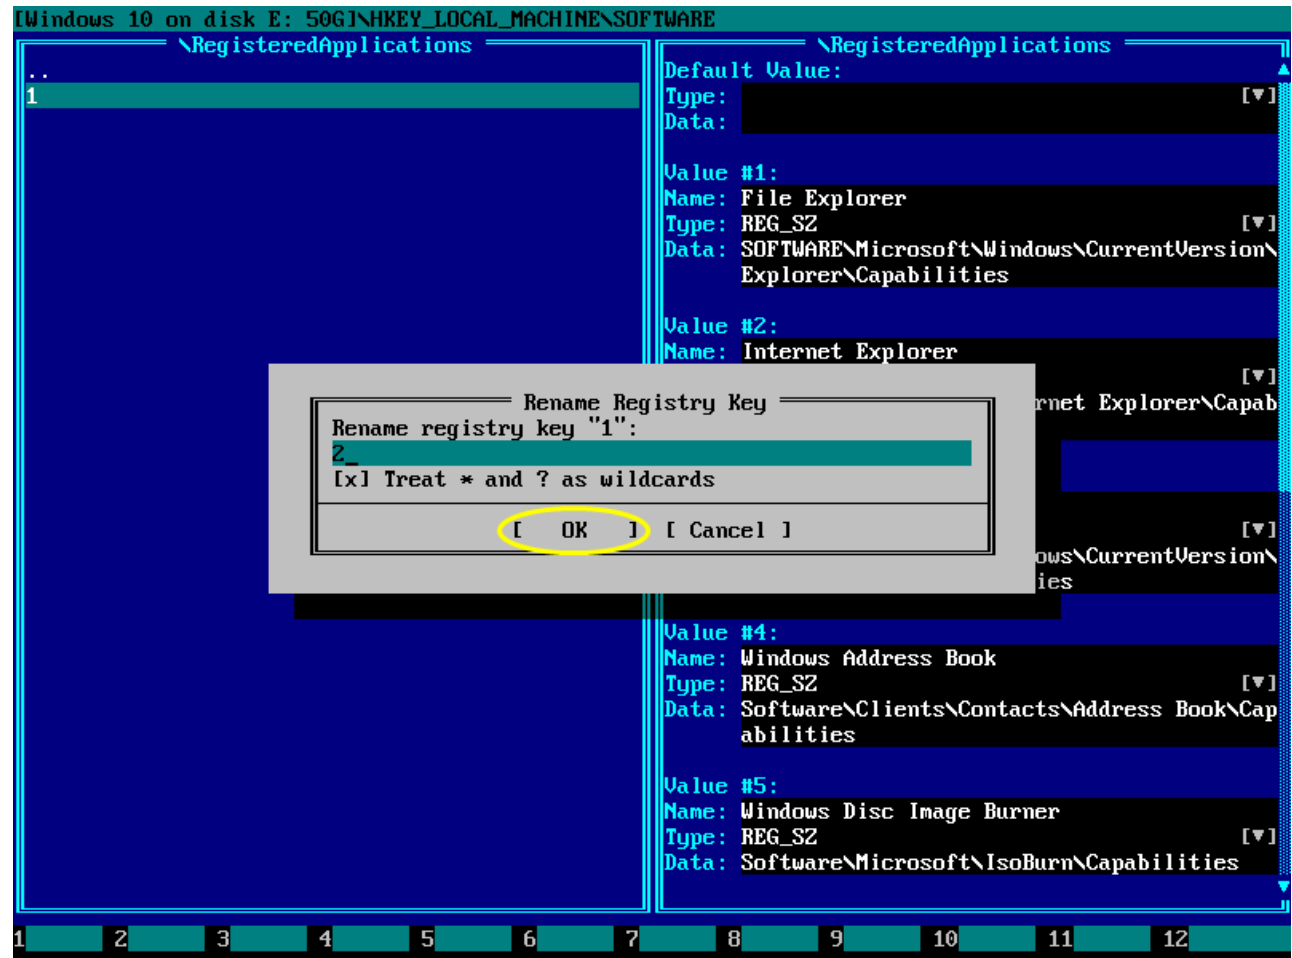 [Windows 10 on disk E: 50G]\HKEY_LOCAL_MACHINE\SOFTWARE
\RegisteredApplications
..
1
\RegisteredApplications
Default Value:
Type: [▼]
Data:
Value #1:
Name: File Explorer
Type: REG_SZ [▼]
Data: SOFTWARE\Microsoft\Windows\CurrentVersion\
Explorer\Capabilities
Value #2:
Name: Internet Explorer
[▼]
rnet Explorer\Capab
[▼]
ows\CurrentVersion\
ies
Value #4:
Name: Windows Address Book
Type: REG_SZ [▼]
Data: Software\Clients\Contacts\Address Book\Cap
abilities
Value #5:
Name: Windows Disc Image Burner
Type: REG_SZ [▼]
Data: Software\Microsoft\IsoBurn\Capabilities
Rename Registry Key
Rename registry key "1":
2_
[x] Treat * and ? as wildcards
[ OK ] [ Cancel ]
1 2 3 4 5 6 7 8 9 10 11 12